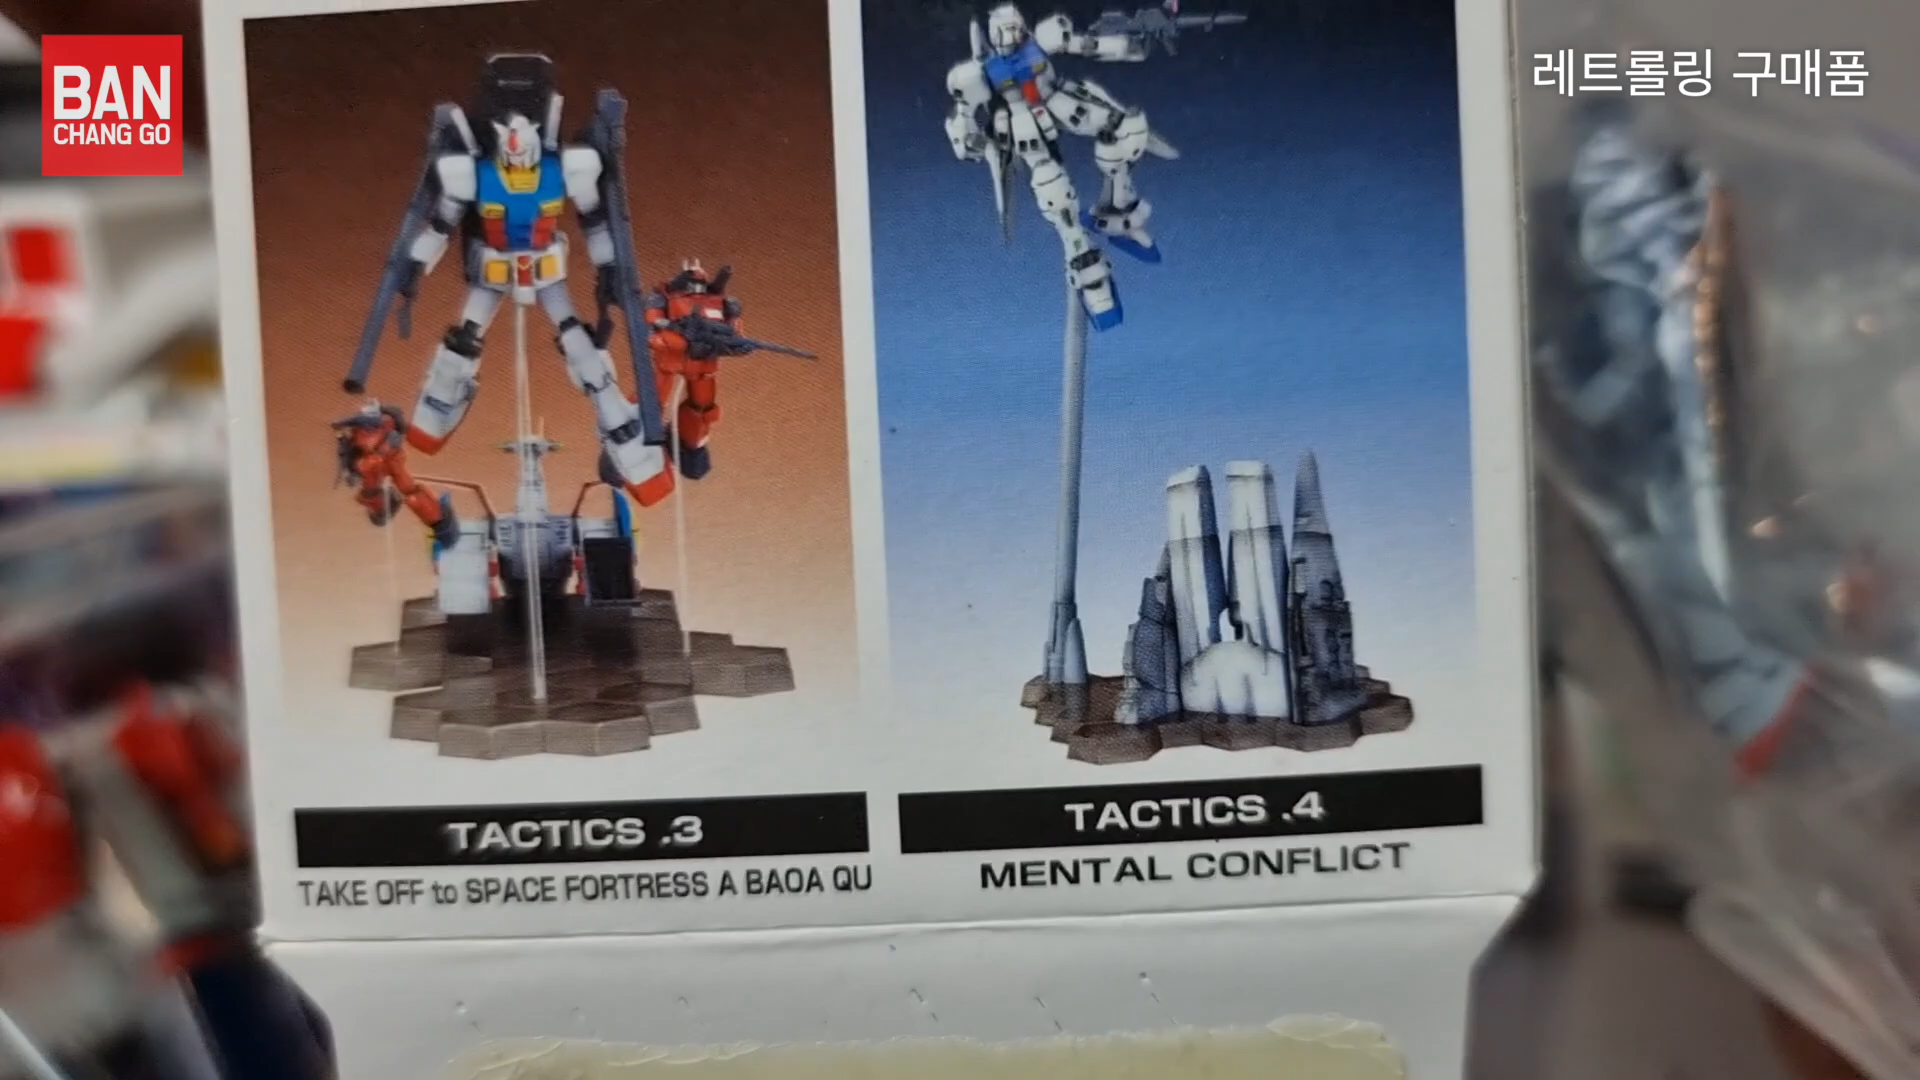 BAN
CHANG GO
레트롤링 구매품
TACTICS .3
TAKE OFF to SPACE FORTRESS A BAOA QU
TACTICS .4
MENTAL CONFLICT